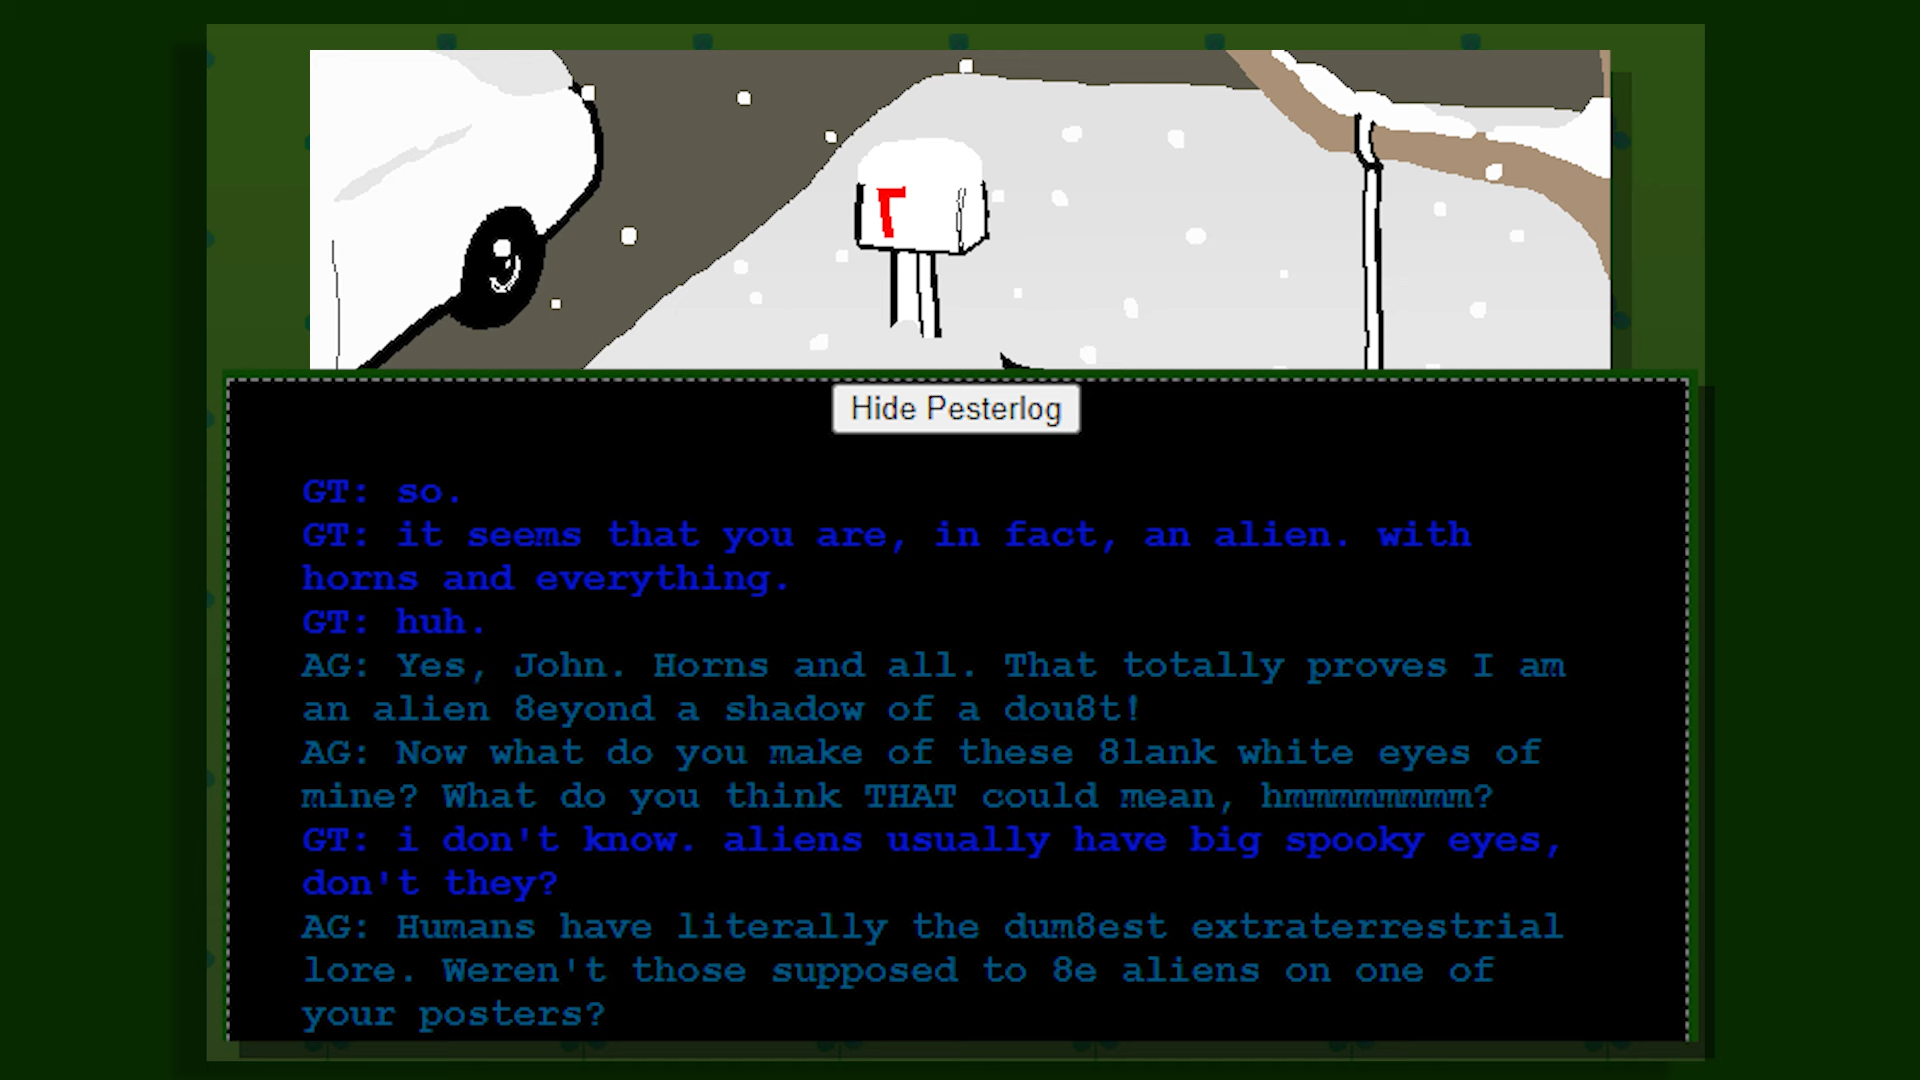 Hide Pesterlog
GT: so.
GT: it seems that you are, in fact, an alien. with
horns and everything.
GT: huh.
AG: Yes, John. Horns and all. That totally proves I am
an alien 8eyond a shadow of a dou8t!
AG: Now what do you make of these 8lank white eyes of
mine? What do you think THAT could mean, hmmmmmmmm?
GT: i don't know. aliens usually have big spooky eyes,
don't they?
AG: Humans have literally the dum8est extraterrestrial
lore. Weren't those supposed to 8e aliens on one of
your posters?